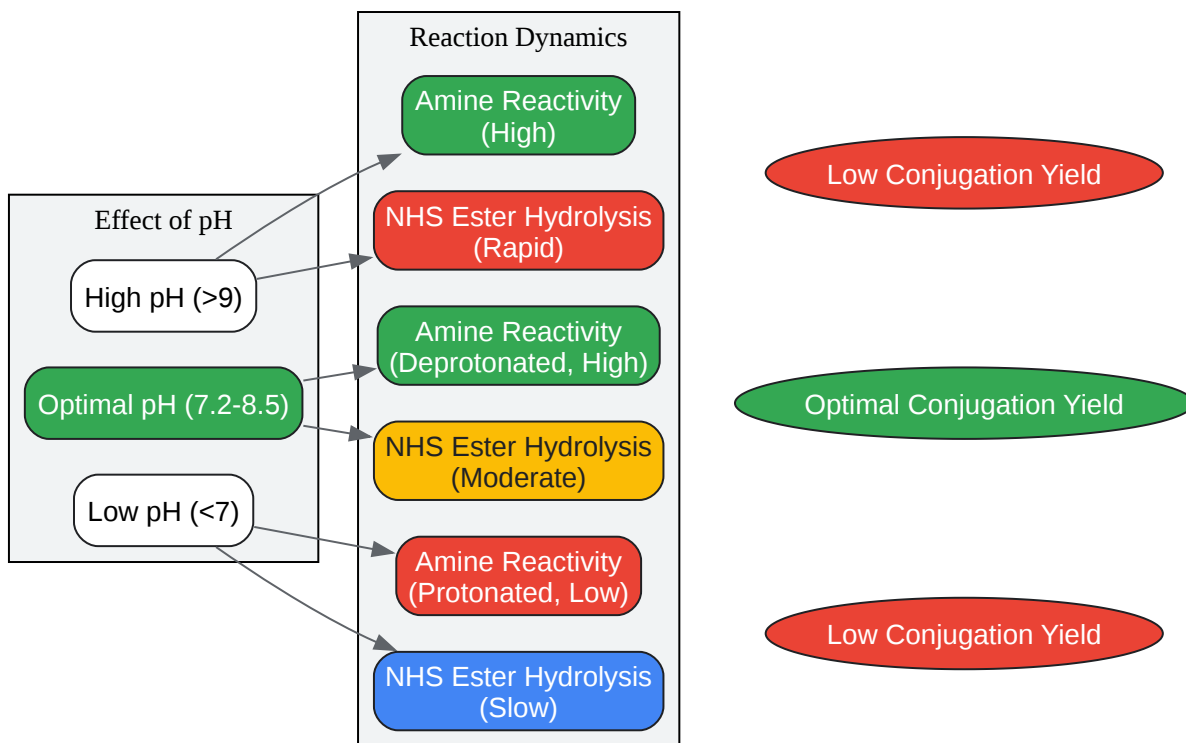 Effect of pH
High pH (>9)
Optimal pH (7.2-8.5)
Low pH (<7)
Reaction Dynamics
Amine Reactivity
(High)
NHS Ester Hydrolysis
(Rapid)
Amine Reactivity
(Deprotonated, High)
NHS Ester Hydrolysis
(Moderate)
Amine Reactivity
(Protonated, Low)
NHS Ester Hydrolysis
(Slow)
Low Conjugation Yield
Optimal Conjugation Yield
Low Conjugation Yield